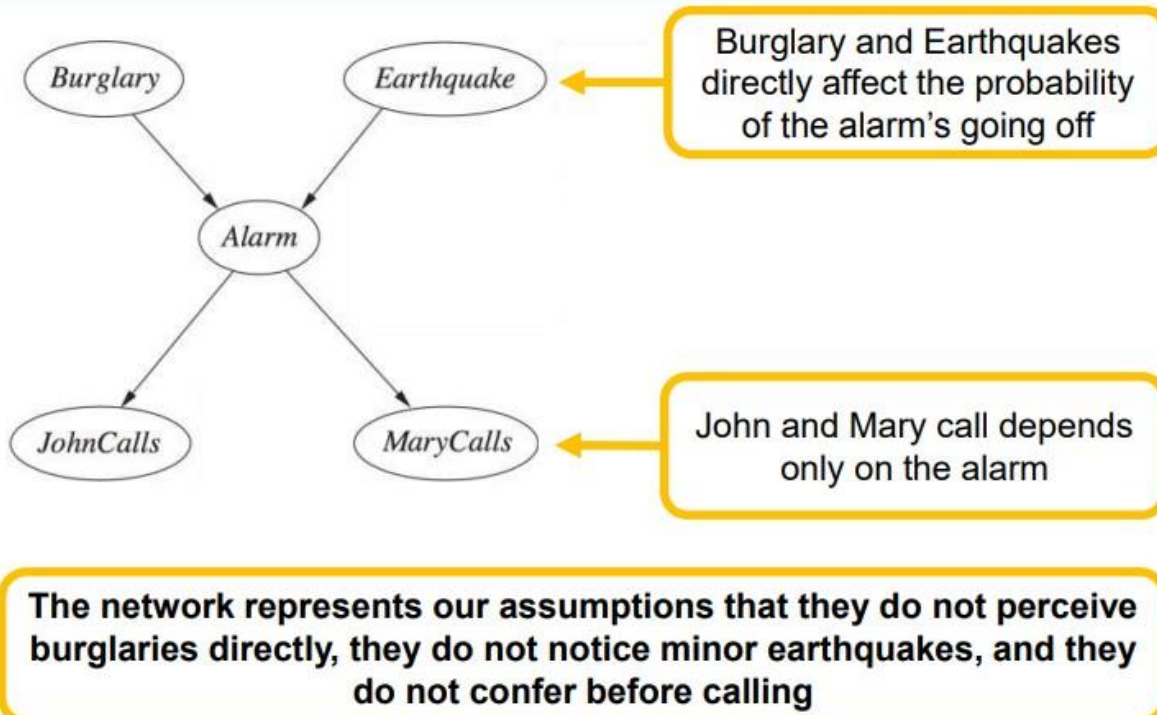 Burglary
Earthquake
Burglary and Earthquakes
directly affect the probability
of the alarm's going off
Alarm
JohnCalls
MaryCalls
John and Mary call depends
only on the alarm
The network represents our assumptions that they do not perceive
burglaries directly, they do not notice minor earthquakes, and they
do not confer before calling